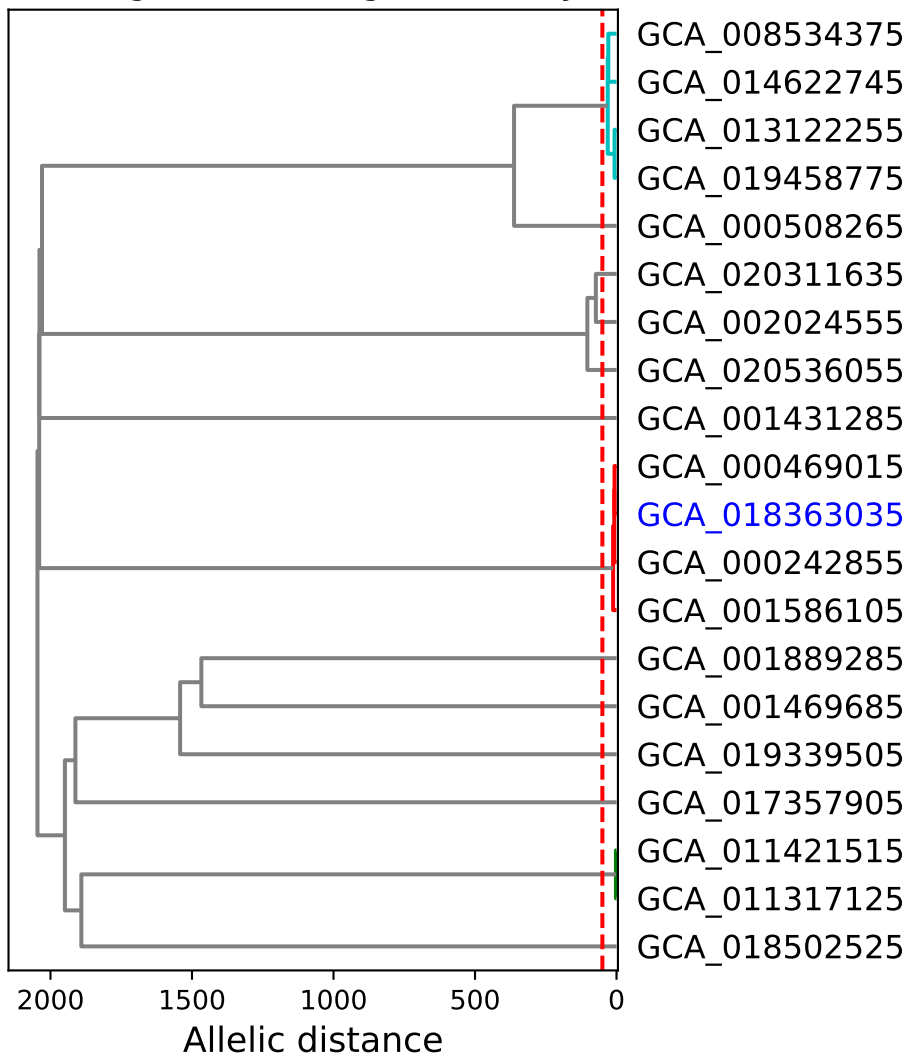 GCA_008534375
GCA_014622745
GCA_013122255
GCA_019458775
GCA_000508265
GCA_020311635
GCA_002024555
GCA_020536055
GCA_001431285
GCA_000469015
GCA_018363035
GCA_000242855
GCA_001586105
GCA_001889285
GCA_001469685
GCA_019339505
GCA_017357905
GCA_011421515
GCA_011317125
GCA_018502525
2000 1500 1000 500 0
Allelic distance